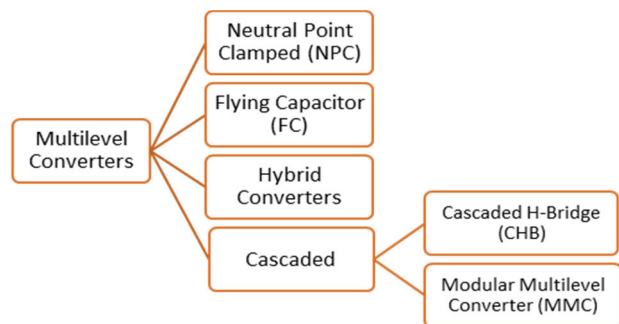 Neutral Point
Clamped (NPC)
Flying Capacitor
(FC)
Multilevel
Converters
Hybrid
Converters
Cascaded
Cascaded H-Bridge
(CHB)
Modular Multilevel
Converter (MMC)